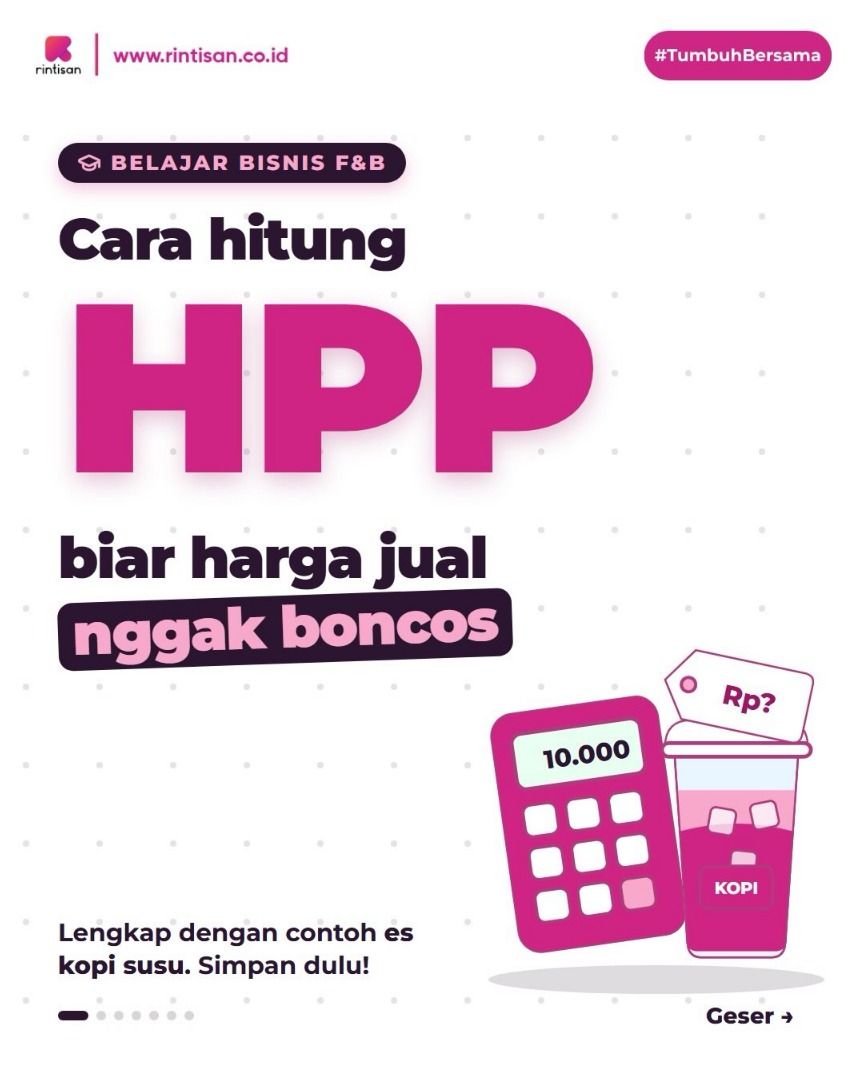 rintisan
www.rintisan.co.id
#TumbuhBersama
BELAJAR BISNIS F&B
Cara hitung
HPP
biar harga jual
nggak boncos
Rp?
10.000
KOPI
Lengkap dengan contoh es
kopi susu. Simpan dulu!
Geser →